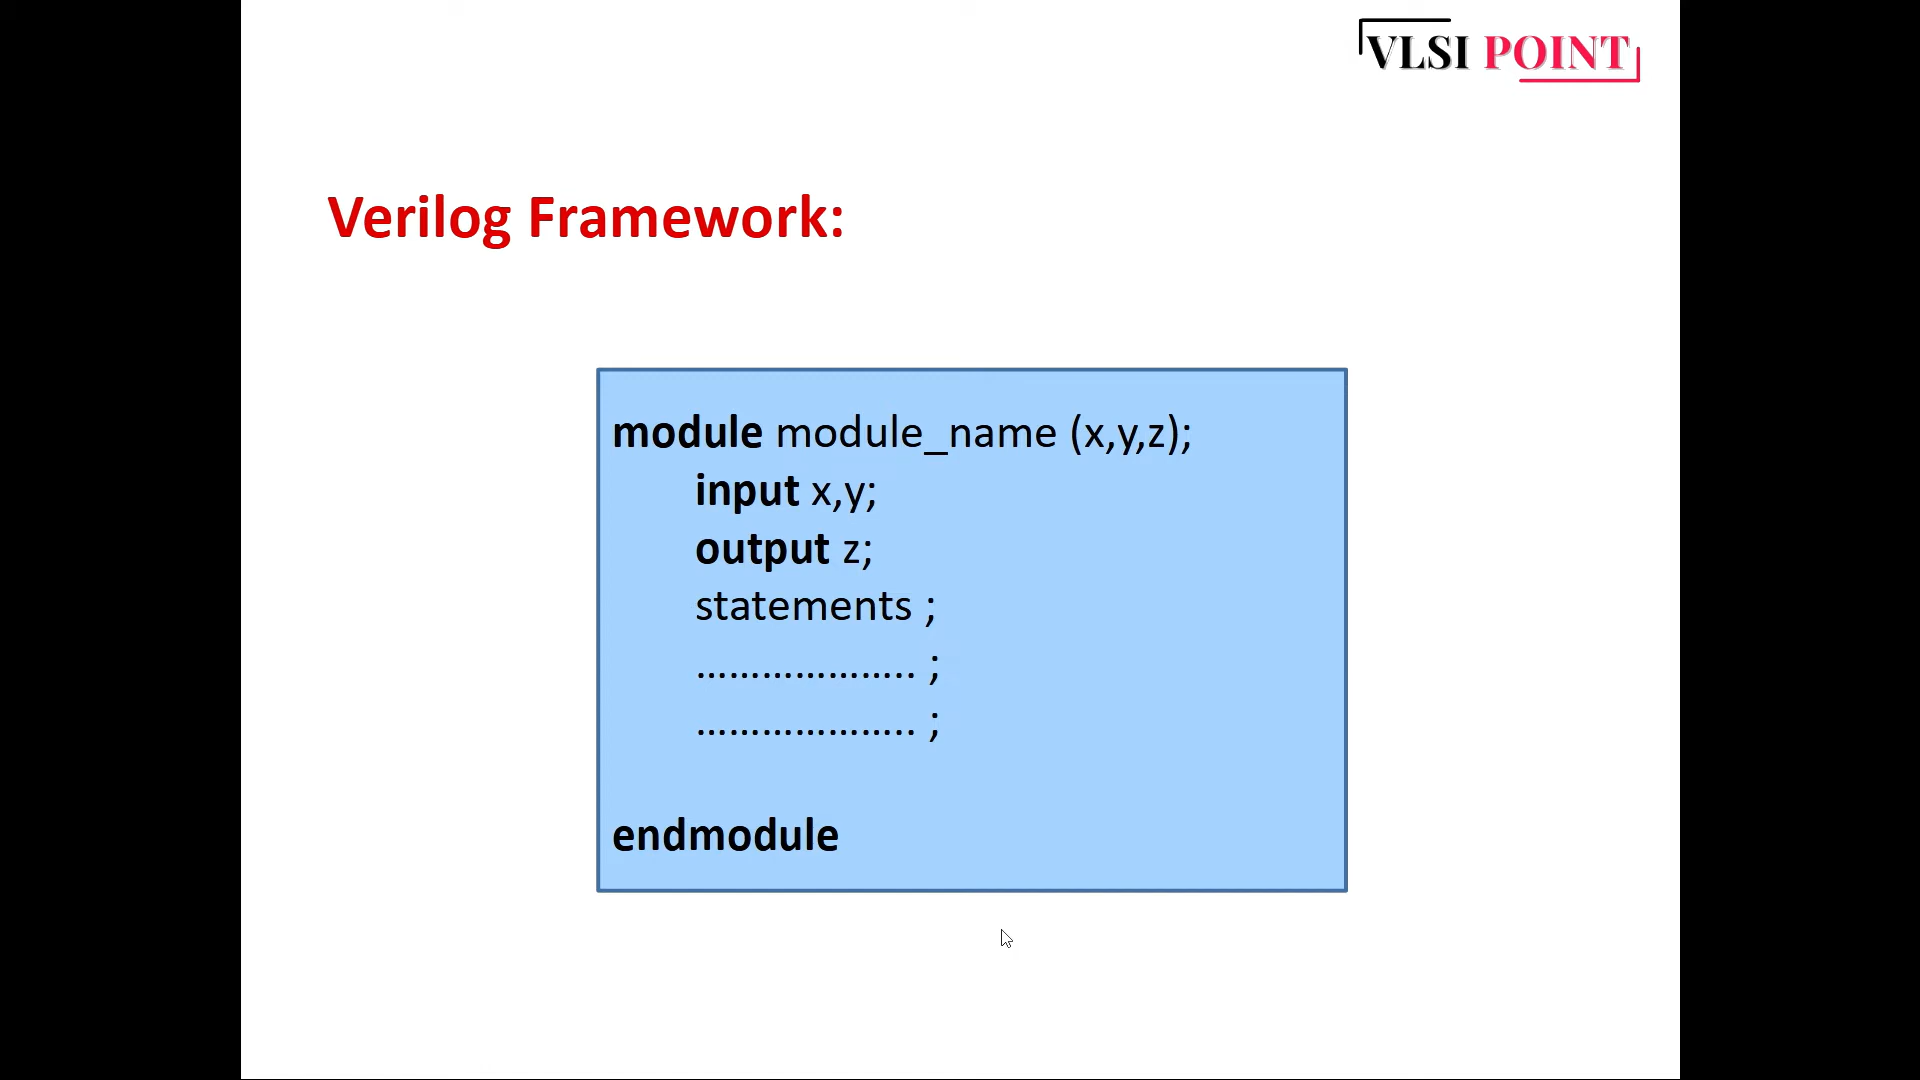 VLSI POINT
Verilog Framework:
module module_name (x,y,z);
input x,y;
output z;
statements ;
..................... ;
..................... ;
endmodule